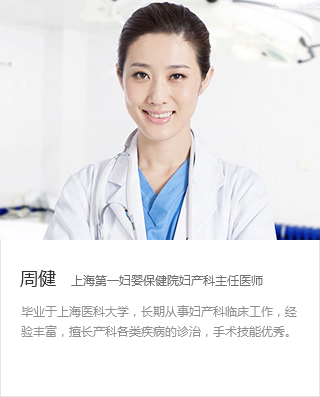 周健 上海第一妇婴保健院妇产科主任医师
毕业于上海医科大学，长期从事妇产科临床工作，经
验丰富，擅长产科各类疾病的诊治，手术技能优秀。